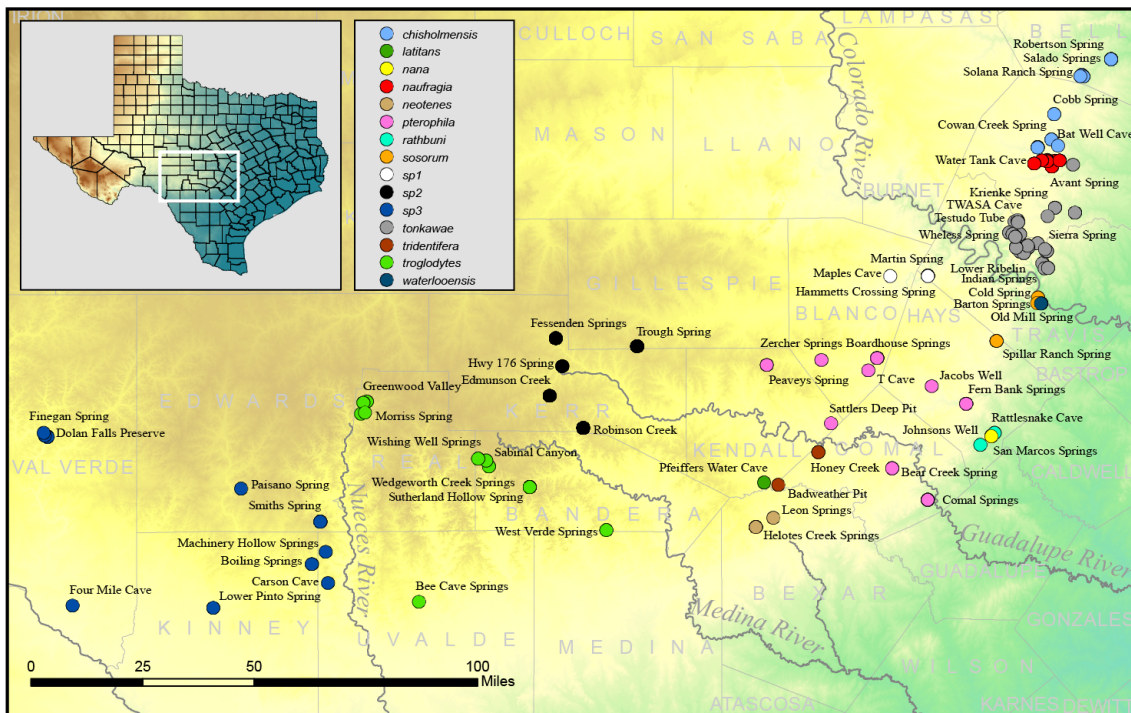 IRION
CULLOCH
SAN SABA
LAMPASAS
BELL
chisholmensis
latitans
nana
naufragia
neotenes
pterophila
rathbuni
sosorum
sp1
sp2
sp3
tonkawae
tridentifera
troglodytes
waterlooensis
Colorado River
Robertson Spring
Salado Springs
Solana Ranch Spring
Cobb Spring
Cowan Creek Spring
Bat Well Cave
MASON
LLANO
BURNET
Water Tank Cave
Avant Spring
Krienke Spring
TWASA Cave
Testudo Tube
Wheless Spring
Sierra Spring
Martin Spring
Lower Ribelin
Maples Cave
Indian Springs
Hammetts Crossing Spring
GILLESPIE
Cold Spring
Barton Springs
BLANCO
HAYS
Old Mill Spring
TRAVIS
Fessenden Springs
Trough Spring
Zercher Springs
Boardhouse Springs
Spillar Ranch Spring
Hwy 176 Spring
Peaveys Spring
T Cave
BASTROP
Edmunson Creek
Greenwood Valley
Jacobs Well
Fern Bank Springs
EDWARDS
KERR
Finegan Spring
Morriss Spring
Sattlers Deep Pit
Rattlesnake Cave
Dolan Falls Preserve
Robinson Creek
Johnsons Well
Wishing Well Springs
Sabinal Canyon
KENDALL
COMAL
San Marcos Springs
VAL VERDE
REAL
Pfeiffers Water Cave
Honey Creek
Bear Creek Spring
CALDWELL
Wedgeworth Creek Springs
Paisano Spring
Sutherland Hollow Spring
Badweather Pit
Comal Springs
Smiths Spring
BANDERA
Leon Springs
Nueces River
West Verde Springs
Helotes Creek Springs
Guadalupe River
Machinery Hollow Springs
Boiling Springs
GUADALUPE
Carson Cave
Bee Cave Springs
BEXAR
Four Mile Cave
Lower Pinto Spring
Medina River
GONZALES
KINNEY
UVALDE
MEDINA
WILSON
0 25 50 100
Miles
ATASCOSA
KARNES
DEWITT